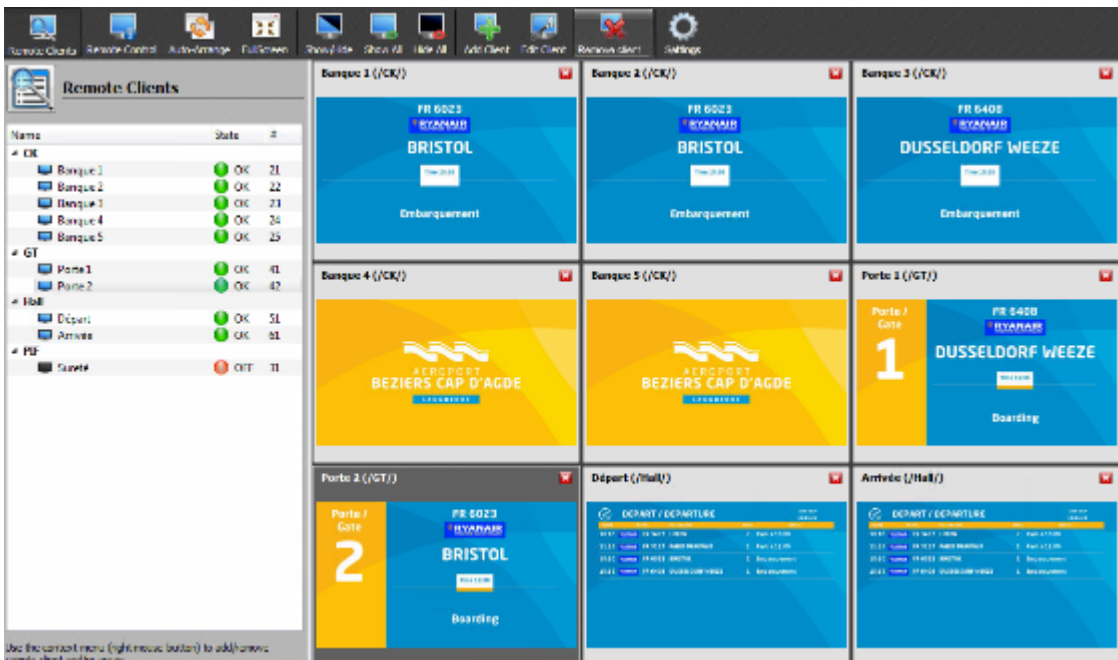 Remote Clients Remote Control Auto-Arrange FullScreen Show/Hide Show All Hide All Add Client Edit Client Remove client Settings
Remote Clients
Name State #
CK
Banque 1 OK 21
Banque 2 OK 22
Banque 3 OK 23
Banque 4 OK 24
Banque 5 OK 25
GT
Porte 1 OK 41
Porte 2 OK 42
Hall
Départ OK 51
Arrivée OK 61
PIF
Sureté OFF
Use the context menu (right mouse button) to add/remove
Banque 1 (/CK/)
FR 6023
RYANAIR
BRISTOL
Embarquement
Banque 2 (/CK/)
FR 6023
RYANAIR
BRISTOL
Embarquement
Banque 3 (/CK/)
FR 6408
RYANAIR
DUSSELDORF WEEZE
Embarquement
Banque 4 (/CK/)
AEROPORT
BEZIERS CAP D'AGDE
Banque 5 (/CK/)
AEROPORT
BEZIERS CAP D'AGDE
Porte 1 (/GT/)
Porte /
Gate
1
FR 6408
RYANAIR
DUSSELDORF WEEZE
Boarding
Porte 2 (/GT/)
Porte /
Gate
2
FR 6023
RYANAIR
BRISTOL
Boarding
Départ (/Hall/)
DEPART / DEPARTURE
Arrivée (/Hall/)
DEPART / DEPARTURE